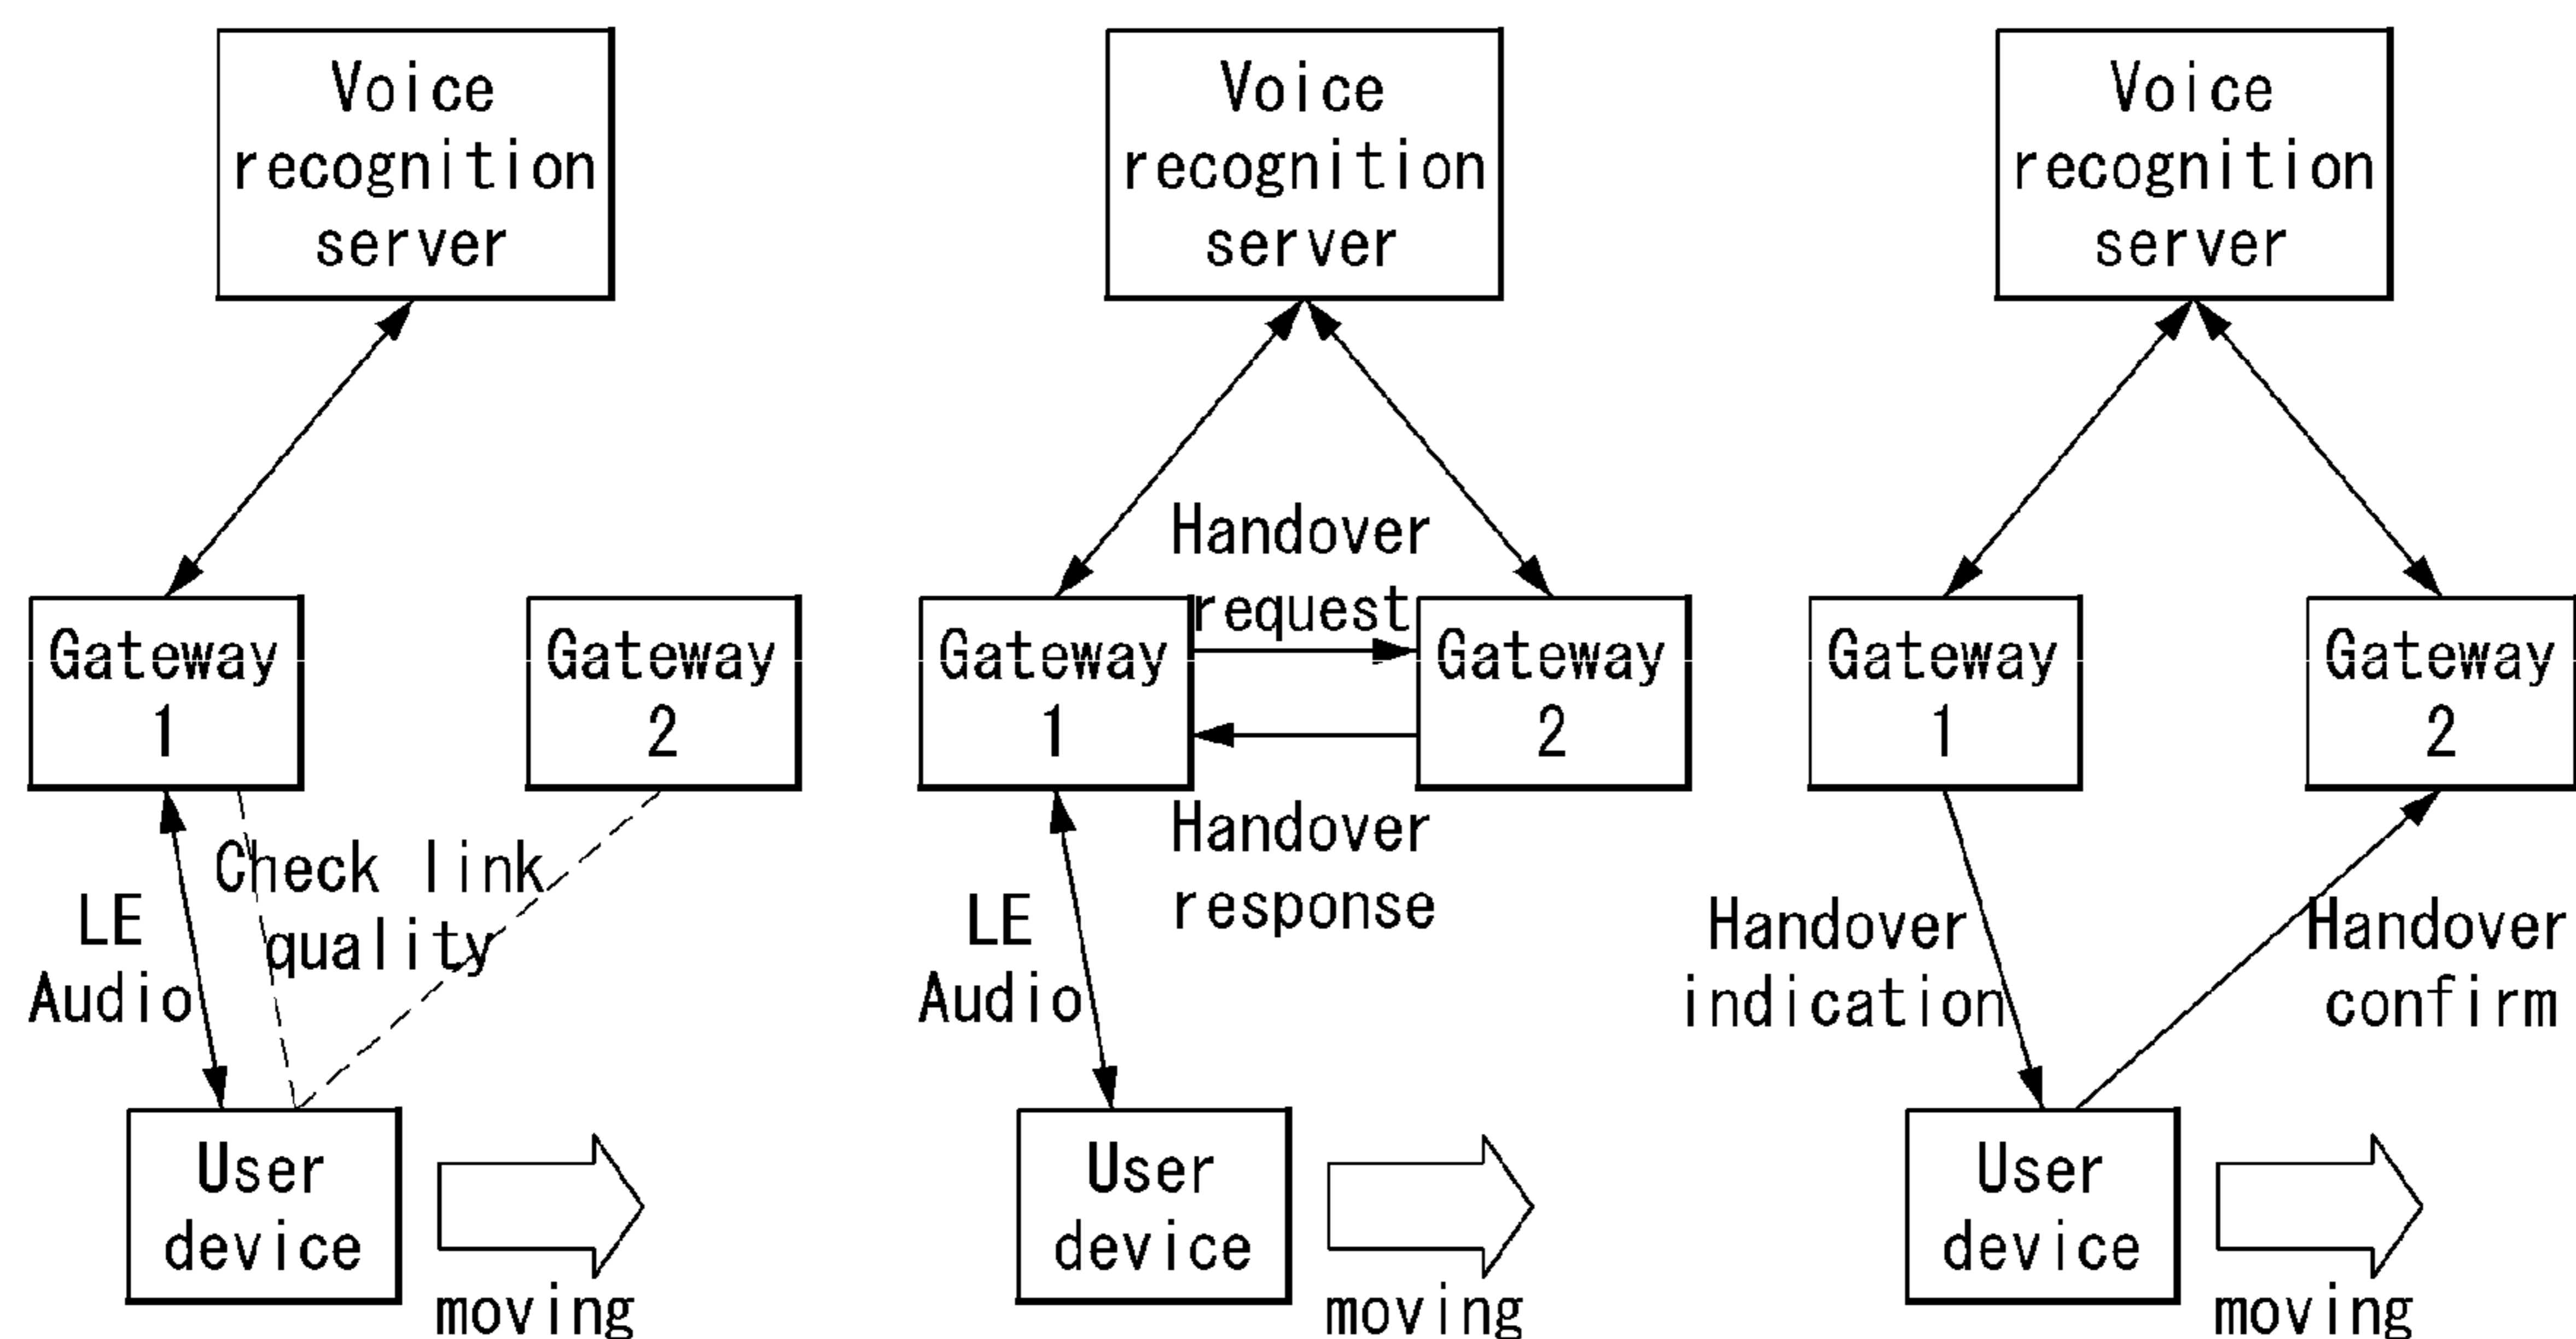 Voice
recognition
server
Gateway
1
Gateway
2
Check link
quality
LE
Audio
User
device
moving
Voice
recognition
server
Handover
request
Gateway
1
Gateway
2
Handover
response
LE
Audio
User
device
moving
Voice
recognition
server
Gateway
1
Gateway
2
Handover
indication
Handover
confirm
User
device
moving